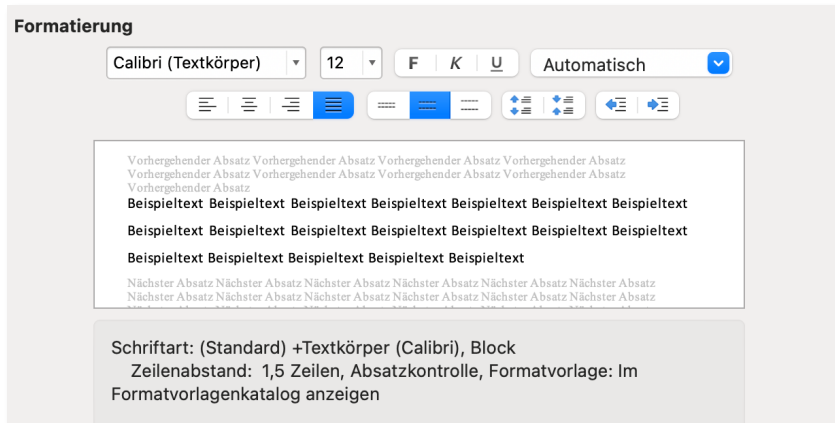 Formatierung
Calibri (Textkörper) 12 F K U Automatisch
Vorhergehender Absatz Vorhergehender Absatz Vorhergehender Absatz Vorhergehender Absatz
Vorhergehender Absatz Vorhergehender Absatz Vorhergehender Absatz Vorhergehender Absatz
Vorhergehender Absatz
Beispieltext Beispieltext Beispieltext Beispieltext Beispieltext Beispieltext Beispieltext
Beispieltext Beispieltext Beispieltext Beispieltext Beispieltext Beispieltext Beispieltext
Beispieltext Beispieltext Beispieltext Beispieltext Beispieltext
Nächster Absatz Nächster Absatz Nächster Absatz Nächster Absatz Nächster Absatz Nächster Absatz
Nächster Absatz Nächster Absatz Nächster Absatz Nächster Absatz Nächster Absatz Nächster Absatz
Schriftart: (Standard) +Textkörper (Calibri), Block
Zeilenabstand: 1,5 Zeilen, Absatzkontrolle, Formatvorlage: Im
Formatvorlagenkatalog anzeigen